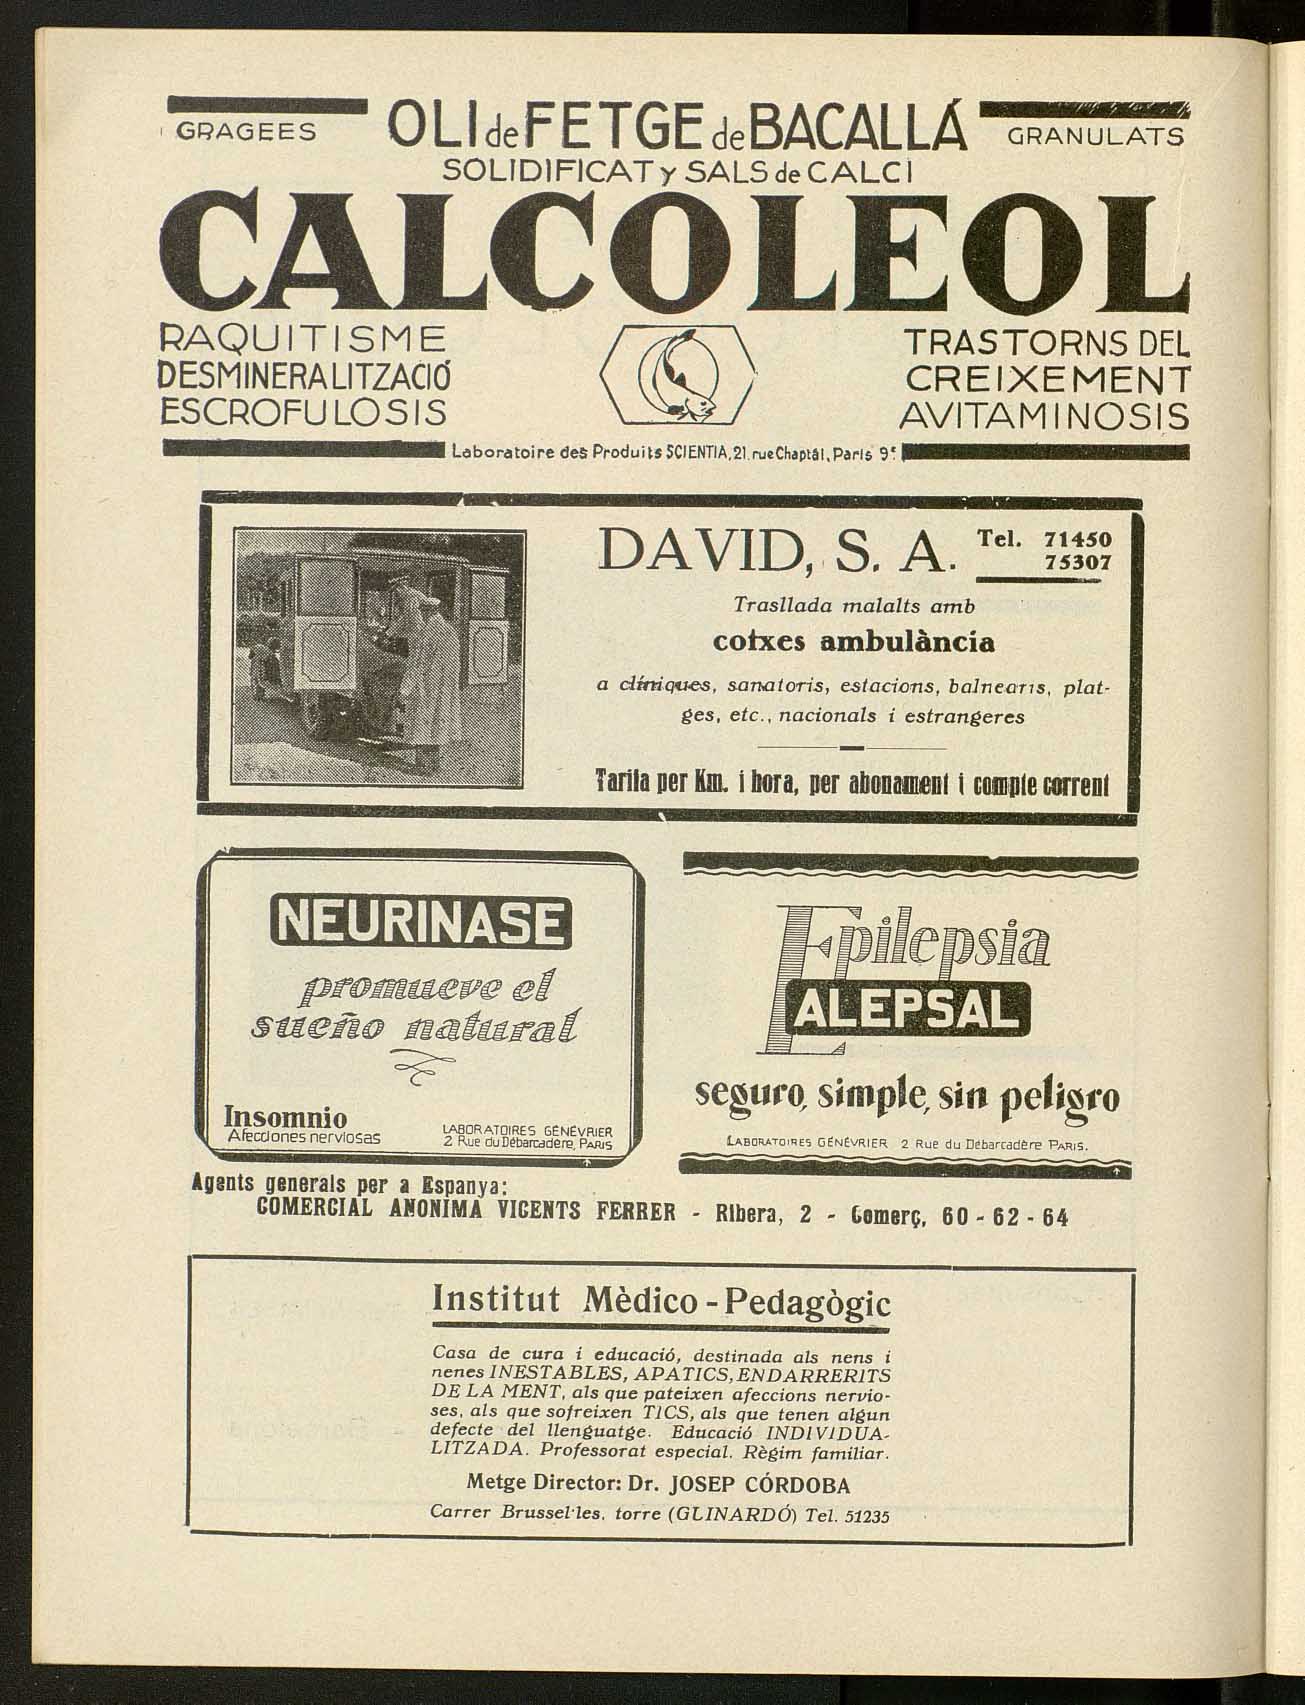 GRAGEES
OLI de FETGE de BACALLÁ
GRANULATS
SOLIDIFICAT y SALS de CALCI
CALCOLEOL
RAQUITISME
DESMINERALITZACIÓ
ESCROFULOSIS
TRASTORNS DEL
CREIXEMENT
AVITAMINOSIS
Laboratoire des Produits SCIENTIA, 21. rue Chaptal, Paris 9e
DAVID, S. A.
Tel. 71450
75307
Trasllada malalts amb
cotxes ambulància
a clíniques, sanatoris, estacions, balnearis, plat-
ges, etc., nacionals i estrangeres
Tarifa per Km. i hora, per abonament i compte corrent
NEURINASE
promueve el
sueño natural
Insomnio
Afecciones nerviosas
LABORATOIRES GÉNÉVRIER
2 Rue du Débarcadère, PARIS
Epilepsia
ALEPSAL
seguro, simple, sin peligro
LABORATOIRES GÉNÉVRIER 2 Rue du Débarcadère PARIS.
Agents generals per a Espanya:
COMERCIAL ANONIMA VICENTS FERRER - Ribera, 2 - Comerç, 60 - 62 - 64
Institut Mèdico - Pedagògic
Casa de cura i educació, destinada als nens i
nenes INESTABLES, APATICS, ENDARRERITS
DE LA MENT, als que pateixen afeccions nervio-
ses, als que sofreixen TICS, als que tenen algun
defecte del llenguatge. Educació INDIVIDUA-
LITZADA. Professorat especial. Règim familiar.
Metge Director: Dr. JOSEP CÓRDOBA
Carrer Brussel·les, torre (GUINARDÓ) Tel. 51235